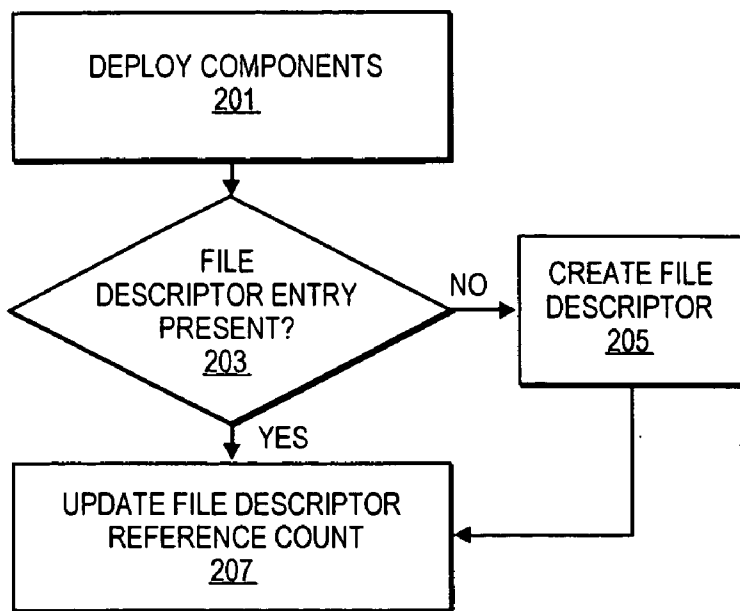 DEPLOY COMPONENTS
201
FILE
DESCRIPTOR ENTRY
PRESENT?
203
NO
CREATE FILE
DESCRIPTOR
205
YES
UPDATE FILE DESCRIPTOR
REFERENCE COUNT
207